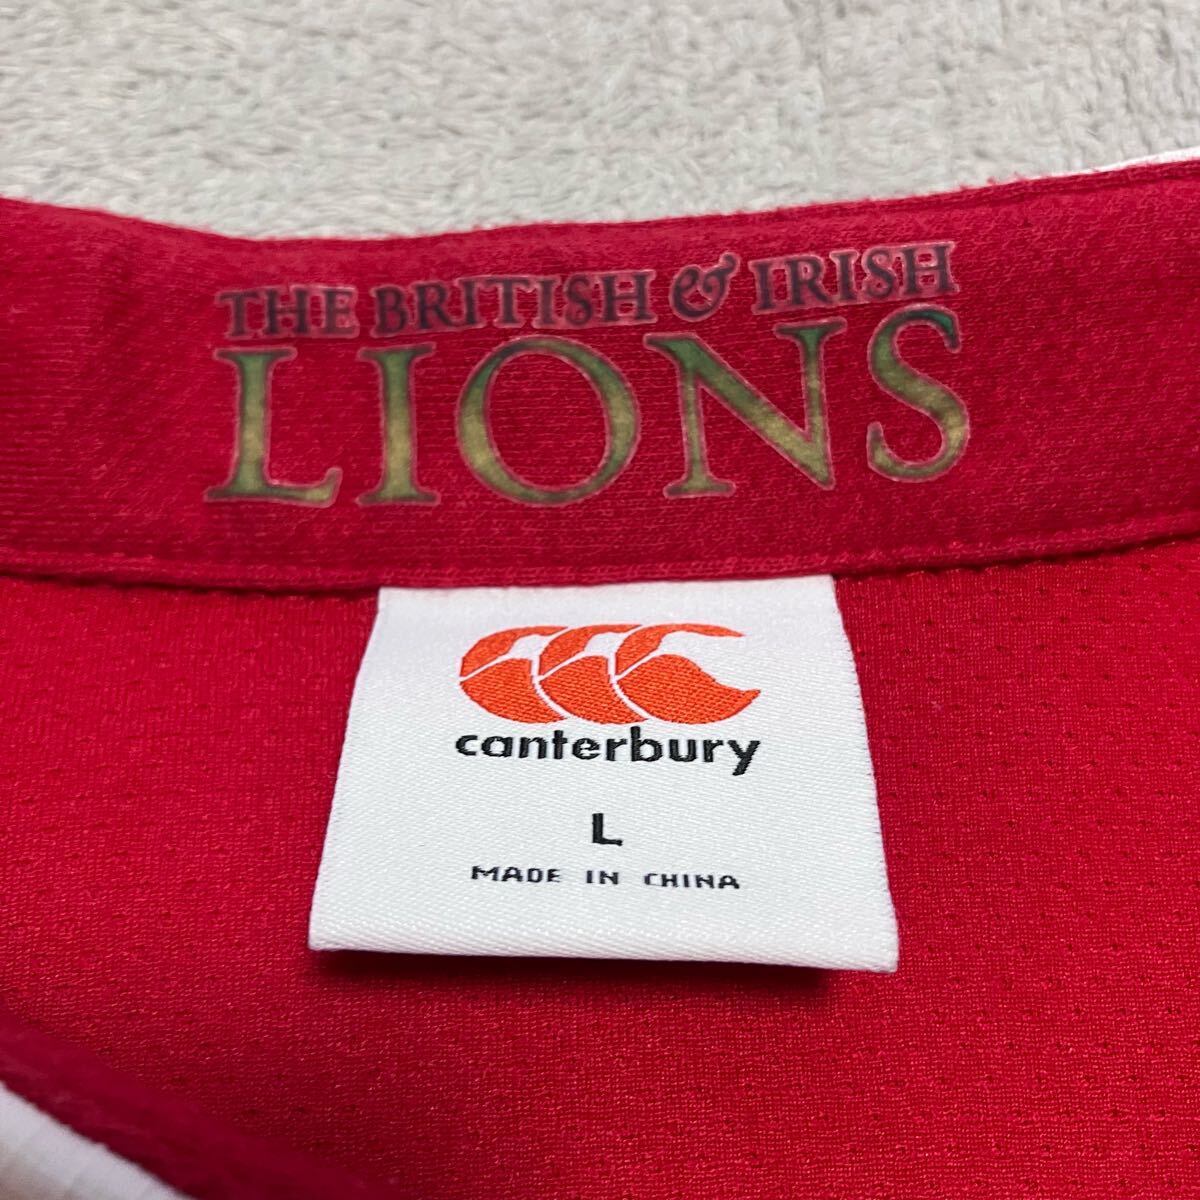 THE BRITISH & IRISH
LIONS
canterbury
L
MADE IN CHINA